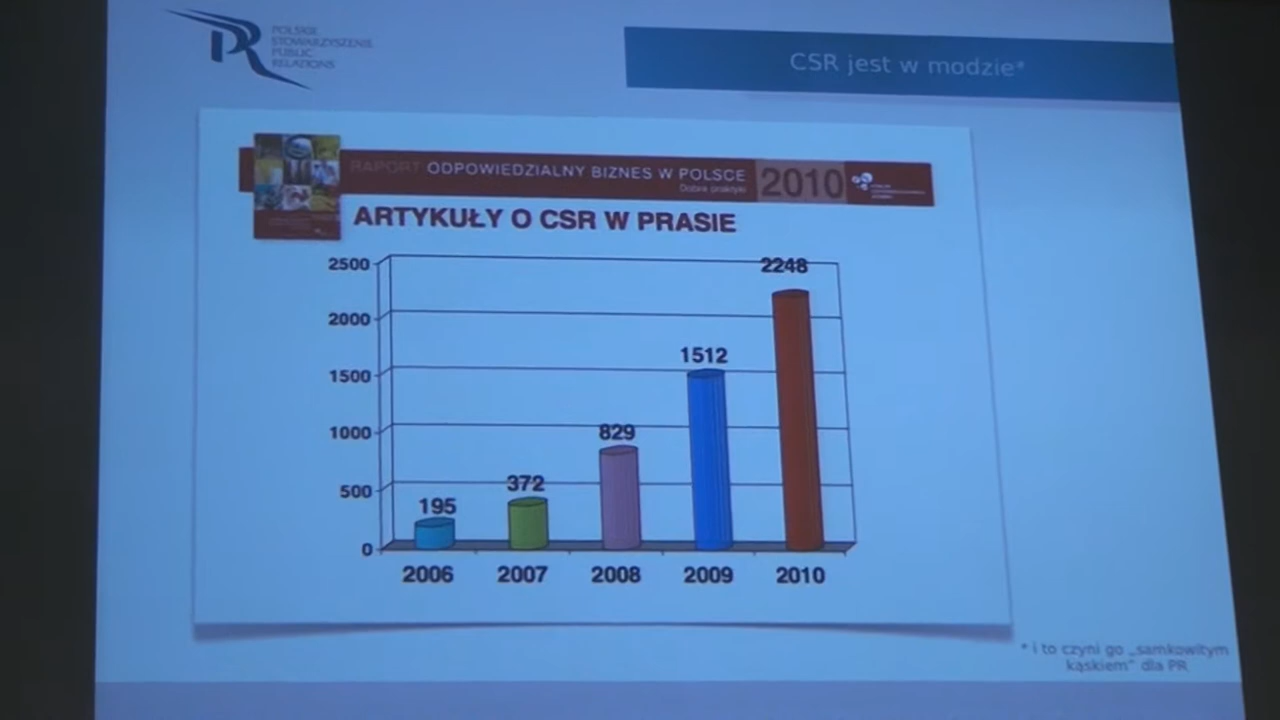 POLSKIE
STOWARZYSZENIE
PUBLIC
RELATIONS
CSR jest w modzie*
RAPORT ODPOWIEDZIALNY BIZNES W POLSCE 2010
Dobre praktyki
ARTYKUŁY O CSR W PRASIE
2500
2000
1500
1000
500
0
195
372
829
1512
2248
2006 2007 2008 2009 2010
* i to czyni go „samkowitym
kąskiem” dla PR